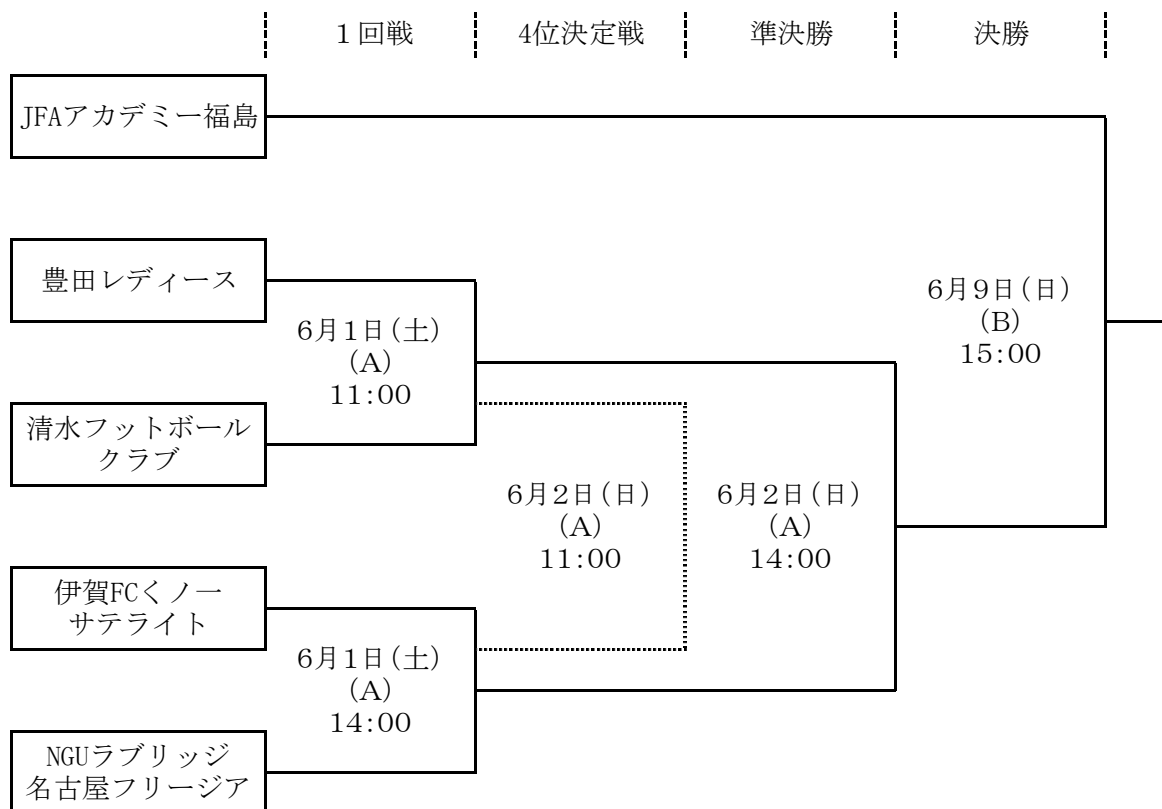 １回戦
4位決定戦
準決勝
決勝
JFAアカデミー福島
豊田レディース
6月1日（土）
（A）
11:00
清水フットボール
クラブ
6月9日（日）
（B）
15:00
6月2日（日）
（A）
11:00
6月2日（日）
（A）
14:00
伊賀FCくノ一
サテライト
6月1日（土）
（A）
14:00
NGUラブリッジ
名古屋フリージア